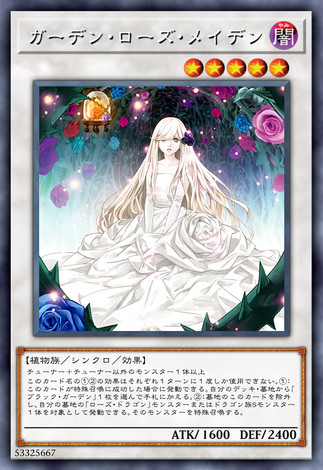 ガーデン・ローズ・メイデン
やみ
闇
【植物族/シンクロ/効果】
チューナー+チューナー以外のモンスター1体以上
このカード名の①②の効果はそれぞれ1ターンに1度しか使用できない。①:
このカードが特殊召喚に成功した場合に発動できる。自分のデッキ・墓地から「
ブラック・ガーデン」1枚を選んで手札に加える。②:墓地のこのカードを除外
し、自分の墓地の「ローズ・ドラゴン」モンスターまたはドラゴン族Sモンスター
1体を対象として発動できる。そのモンスターを特殊召喚する。
ATK/1600 DEF/2400
53325667